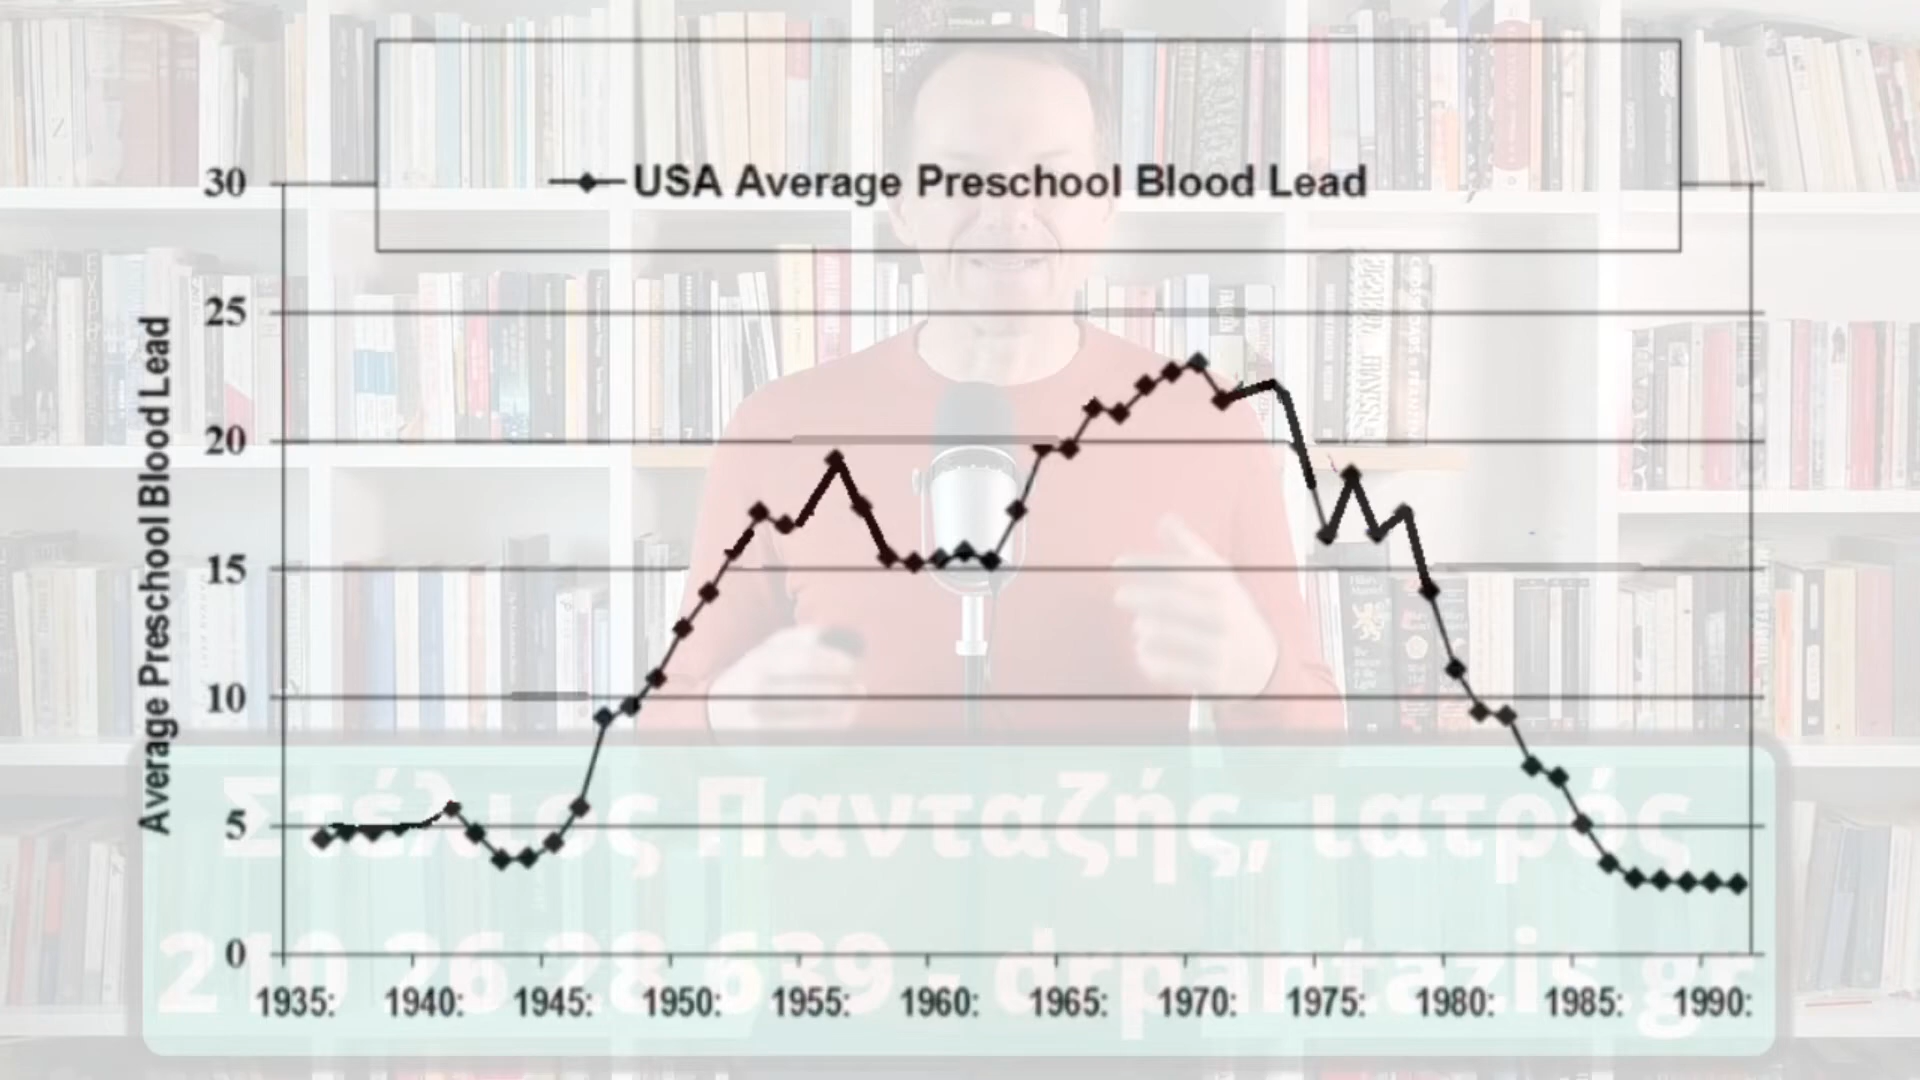 USA Average Preschool Blood Lead
Average Preschool Blood Lead
30
25
20
15
10
5
0
1935: 1940: 1945: 1950: 1955: 1960: 1965: 1970: 1975: 1980: 1985: 1990:
Στέλιος Πανταζής, ιατρός
210 26 28 639 - drpantazis.gr